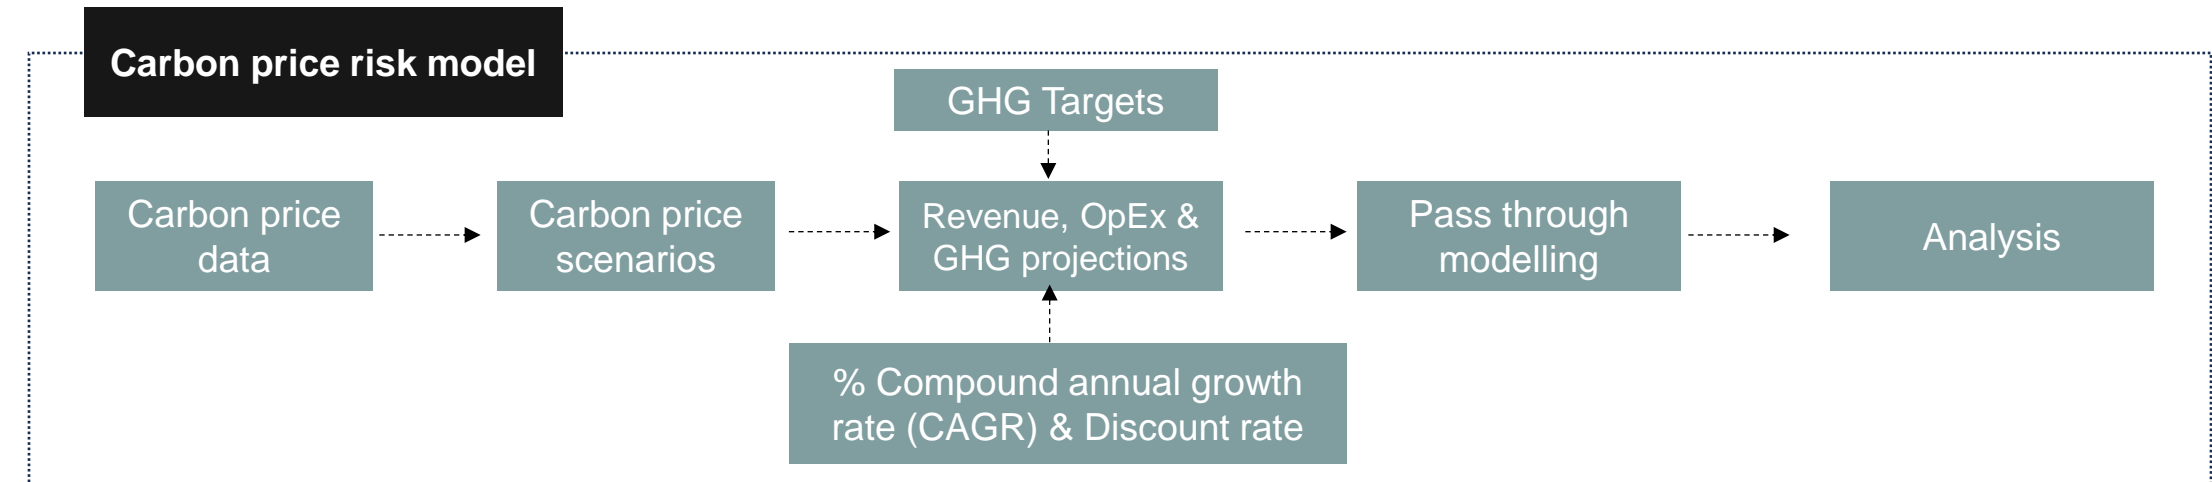 Carbon price risk model
GHG Targets
Carbon price
data
Carbon price
scenarios
Revenue, OpEx &
GHG projections
Pass through
modelling
Analysis
% Compound annual growth
rate (CAGR) & Discount rate